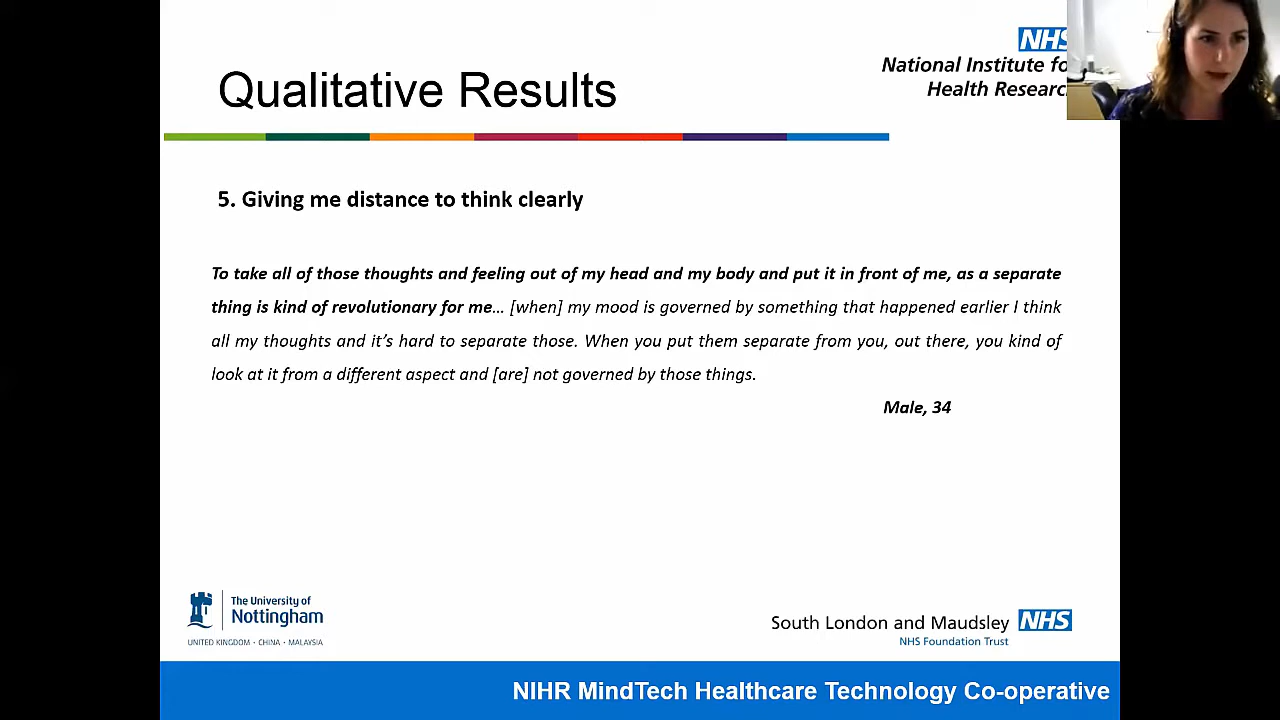 Qualitative Results
NHS
National Institute for
Health Research
5. Giving me distance to think clearly
To take all of those thoughts and feeling out of my head and my body and put it in front of me, as a separate
thing is kind of revolutionary for me… [when] my mood is governed by something that happened earlier I think
all my thoughts and it’s hard to separate those. When you put them separate from you, out there, you kind of
look at it from a different aspect and [are] not governed by those things.
Male, 34
The University of
Nottingham
UNITED KINGDOM · CHINA · MALAYSIA
South London and Maudsley NHS
NHS Foundation Trust
NIHR MindTech Healthcare Technology Co-operative